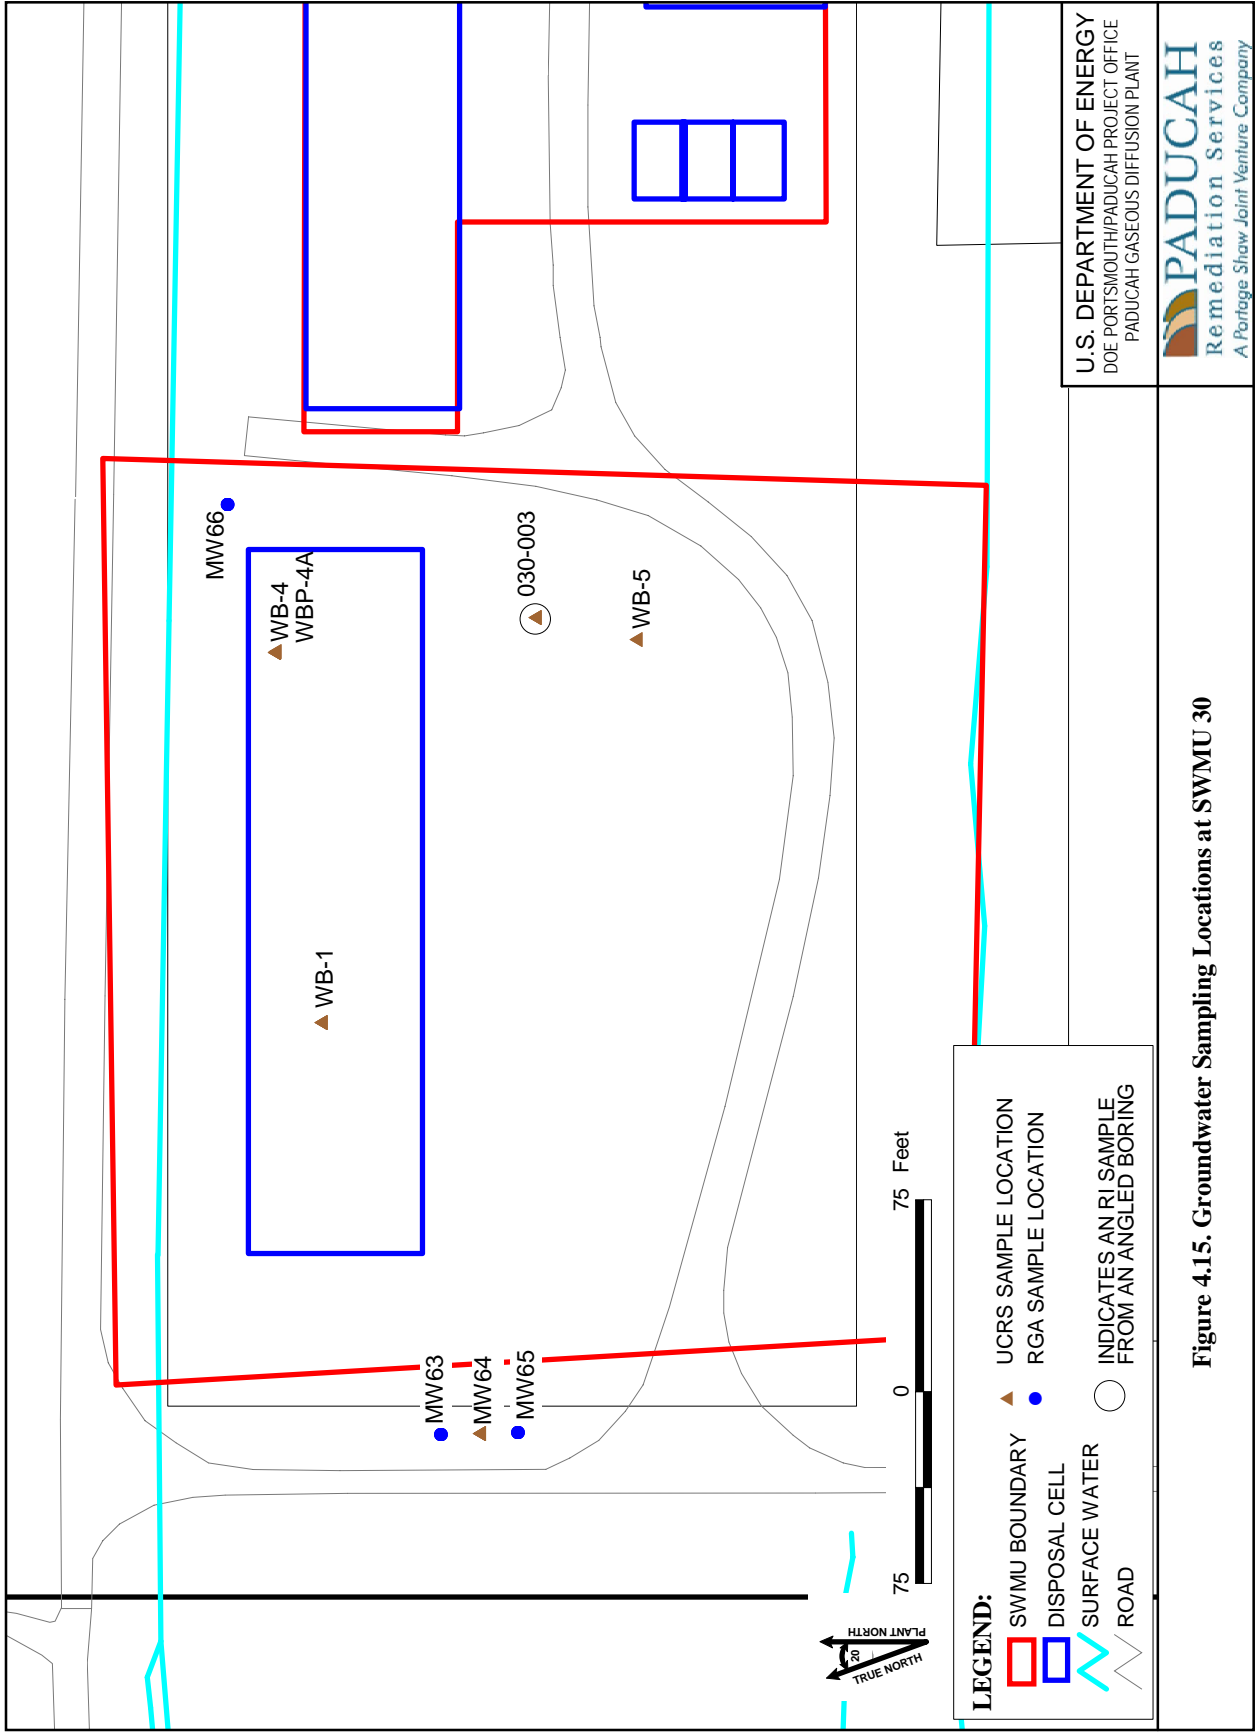 MW66
WB-4
WBP-4A
030-003
WB-5
WB-1
MW63
MW64
MW65
U.S. DEPARTMENT OF ENERGY
DOE PORTSMOUTH/PADUCAH PROJECT OFFICE
PADUCAH GASEOUS DIFFUSION PLANT
PADUCAH
Remediation Services
A Portage Shaw Joint Venture Company
PLANT NORTH
20
TRUE NORTH
75 0 75 Feet
LEGEND:
SWMU BOUNDARY
DISPOSAL CELL
SURFACE WATER
ROAD
UCRS SAMPLE LOCATION
RGA SAMPLE LOCATION
INDICATES AN RI SAMPLE
FROM AN ANGLED BORING
Figure 4.15. Groundwater Sampling Locations at SWMU 30